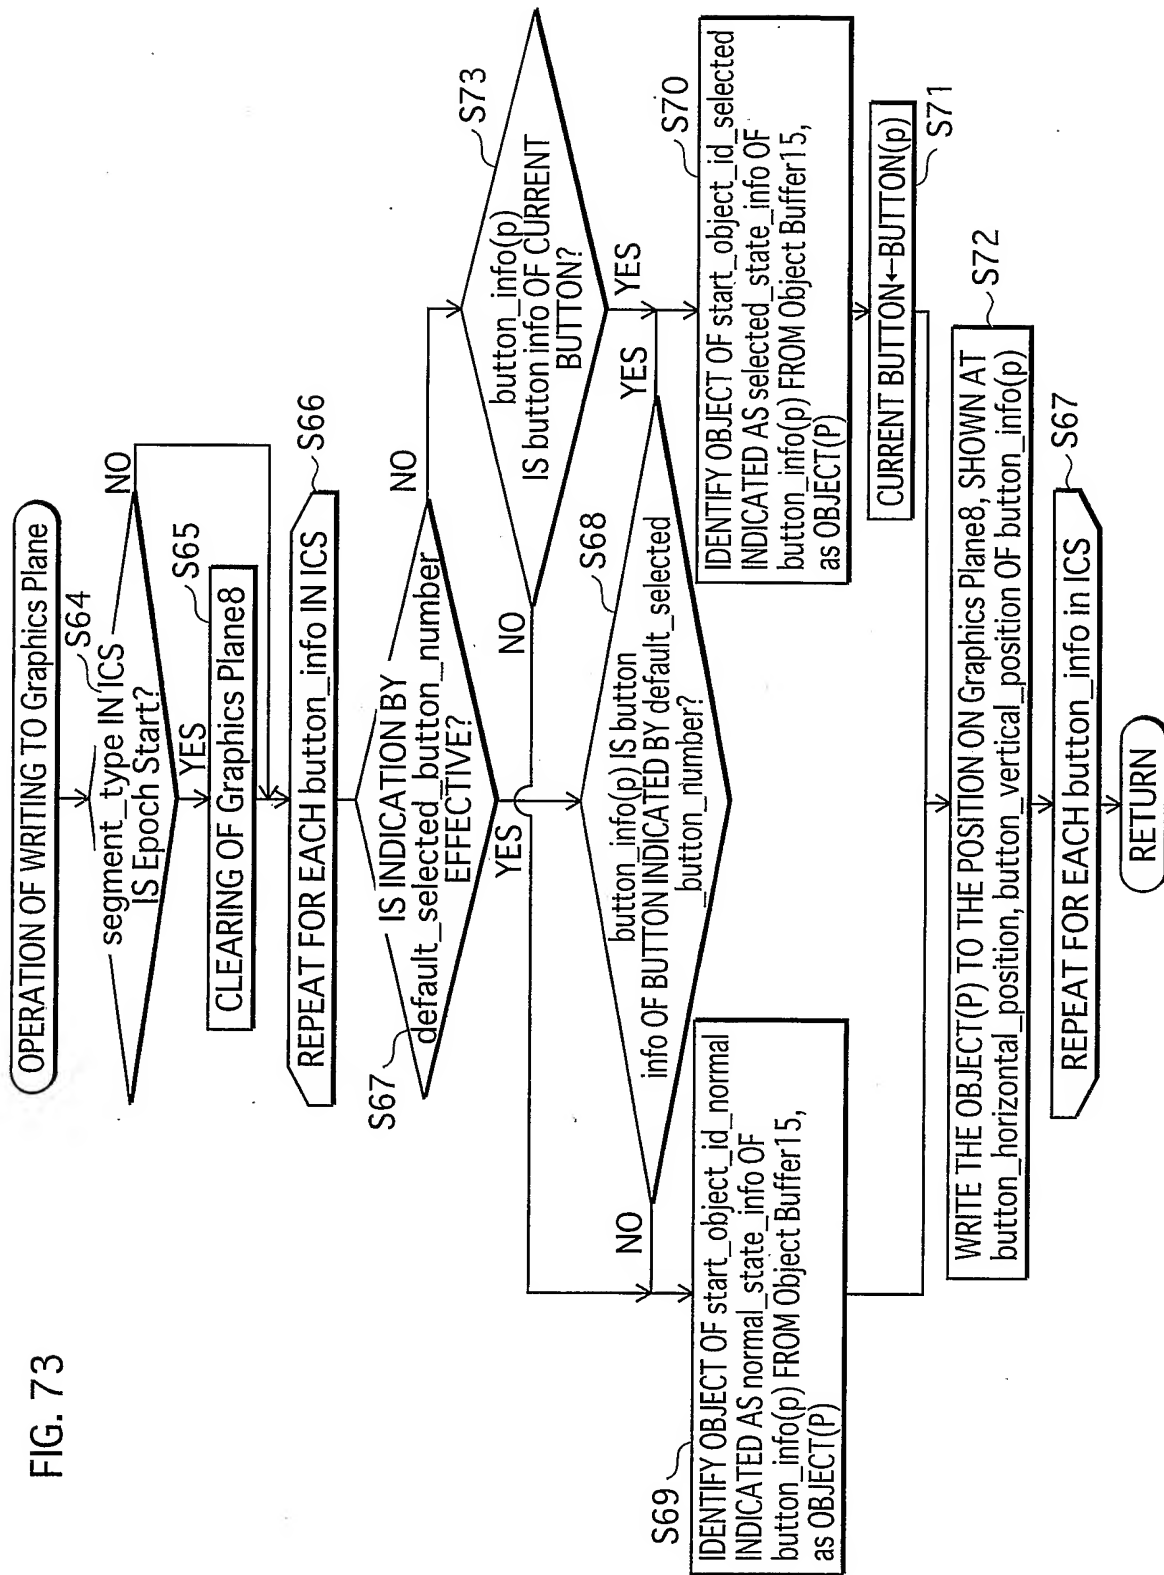 FIG. 73
OPERATION OF WRITING TO Graphics Plane
S64
segment_type IN ICS
IS Epoch Start?
NO
YES
S65
CLEARING OF Graphics Plane8
S66
REPEAT FOR EACH button_info IN ICS
S67
IS INDICATION BY
default_selected_button_number
EFFECTIVE?
NO
YES
S73
button_info(p)
IS button info OF CURRENT
BUTTON?
NO
YES
S68
button_info(p) IS button
info OF BUTTON INDICATED BY default_selected
_button_number?
NO
YES
S69
IDENTIFY OBJECT OF start_object_id_normal
INDICATED AS normal_state_info OF
button_info(p) FROM Object Buffer15,
as OBJECT(P)
S70
IDENTIFY OBJECT OF start_object_id_selected
INDICATED AS selected_state_info OF
button_info(p) FROM Object Buffer15,
as OBJECT(P)
CURRENT BUTTON←BUTTON(p)
S71
S72
WRITE THE OBJECT(P) TO THE POSITION ON Graphics Plane8, SHOWN AT
button_horizontal_position, button_vertical_position OF button_info(p)
S67
REPEAT FOR EACH button_info in ICS
RETURN